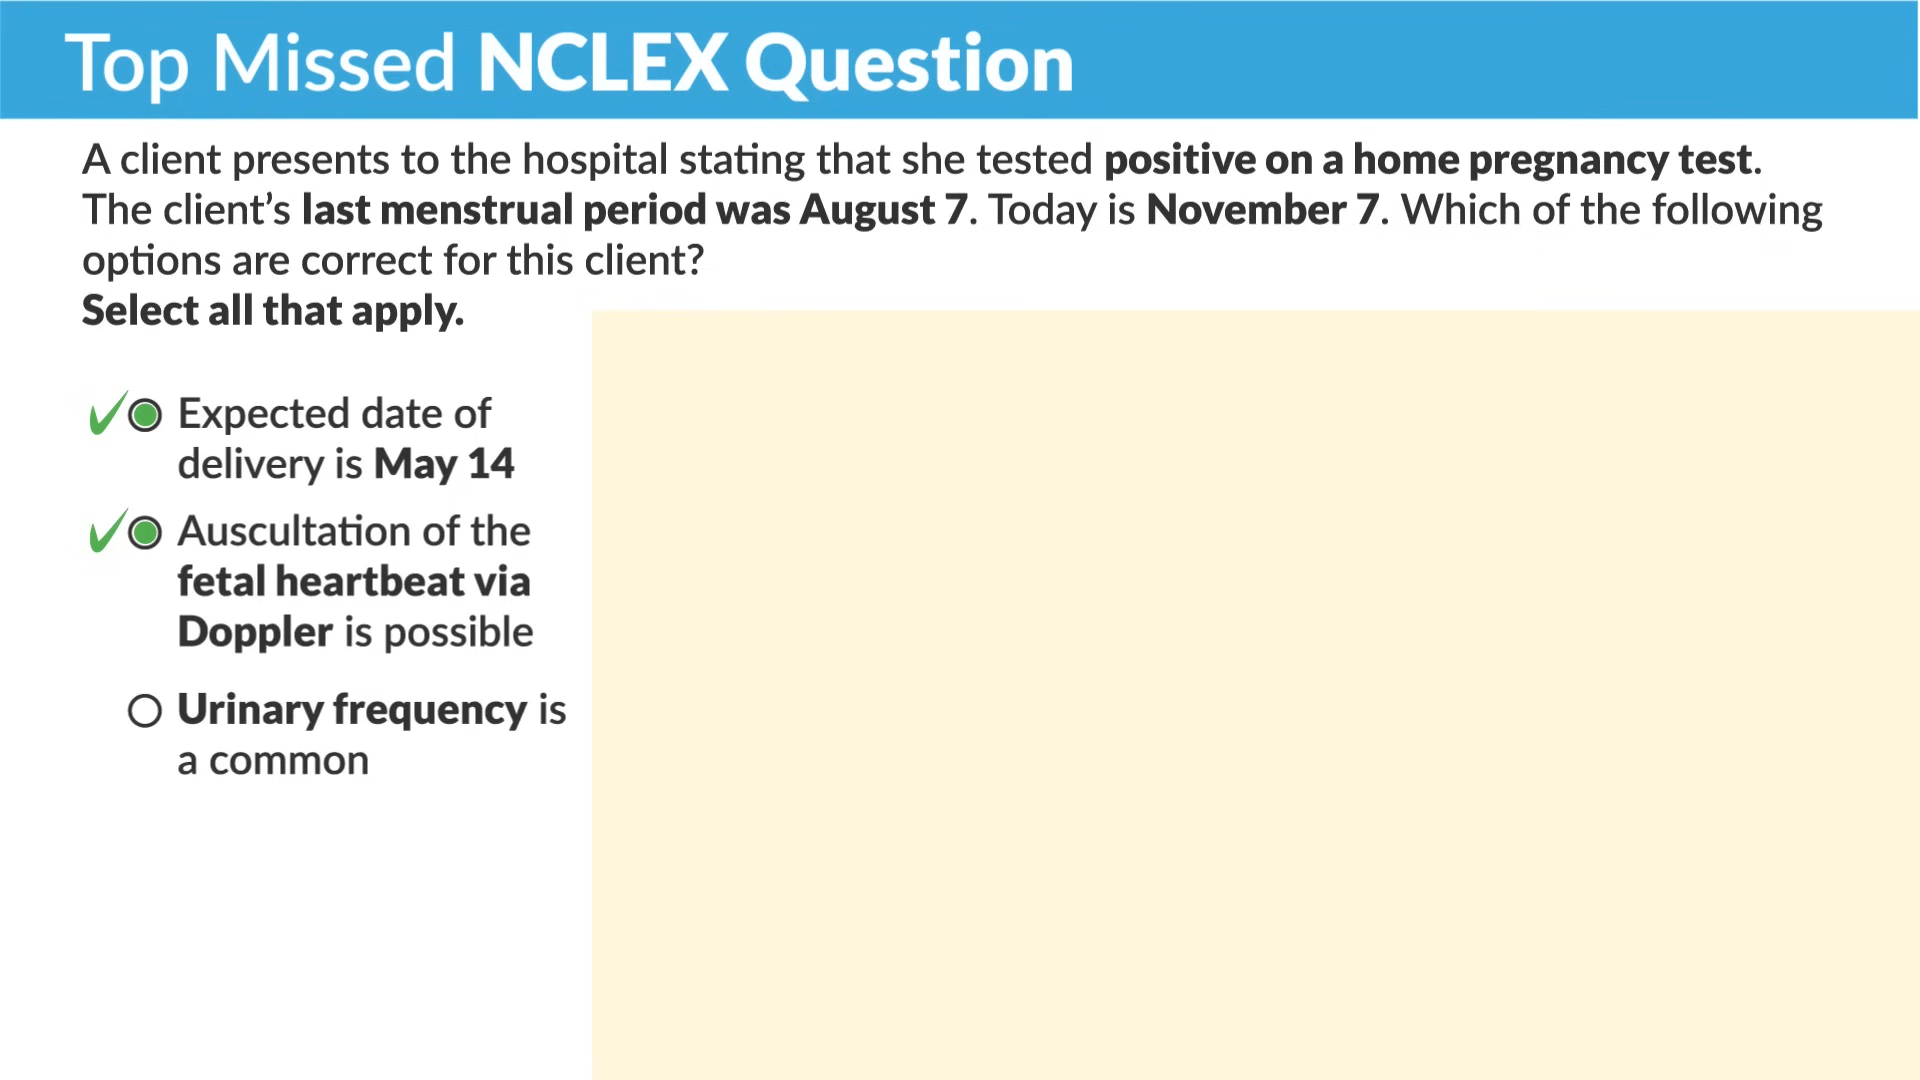 Top Missed NCLEX Question
A client presents to the hospital stating that she tested positive on a home pregnancy test.
The client’s last menstrual period was August 7. Today is November 7. Which of the following
options are correct for this client?
Select all that apply.
Expected date of
delivery is May 14
Auscultation of the
fetal heartbeat via
Doppler is possible
Urinary frequency is
a common